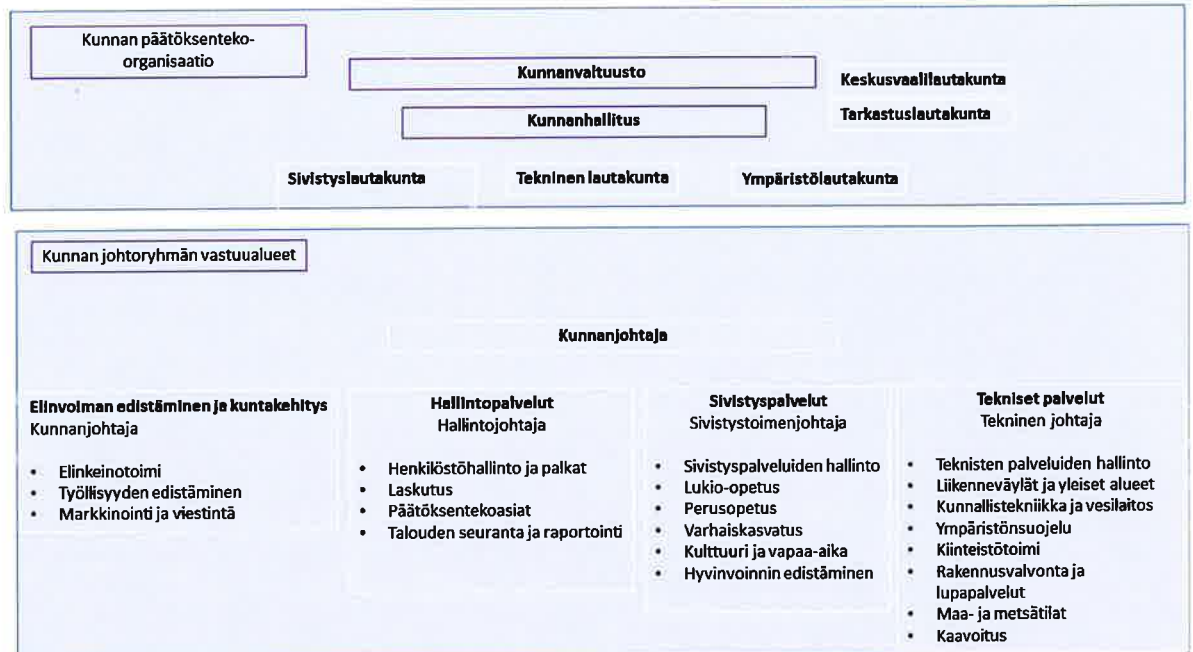 Kunnan päätöksenteko-
organisaatio
Kunnanvaltuusto
Keskusvaalilautakunta
Kunnanhallitus
Tarkastuslautakunta
Sivistyslautakunta
Tekninen lautakunta
Ympäristölautakunta
Kunnan johtoryhmän vastuualueet
Kunnanjohtaja
Elinvoiman edistäminen ja kuntakehitys
Kunnanjohtaja
• Elinkeinotoimi
• Työllisyyden edistäminen
• Markkinointi ja viestintä
Hallintopalvelut
Hallintojohtaja
• Henkilöstöhallinto ja palkat
• Laskutus
• Päätöksentekoasiat
• Talouden seuranta ja raportointi
Sivistyspalvelut
Sivistystoimenjohtaja
• Sivistyspalveluiden hallinto
• Lukio-opetus
• Perusopetus
• Varhaiskasvatus
• Kulttuuri ja vapaa-aika
• Hyvinvoinnin edistäminen
Tekniset palvelut
Tekninen johtaja
• Teknisten palveluiden hallinto
• Liikenneväylät ja yleiset alueet
• Kunnallistekniikka ja vesilaitos
• Ympäristönsuojelu
• Kiinteistötoimi
• Rakennusvalvonta ja
lupapalvelut
• Maa- ja metsätilat
• Kaavoitus